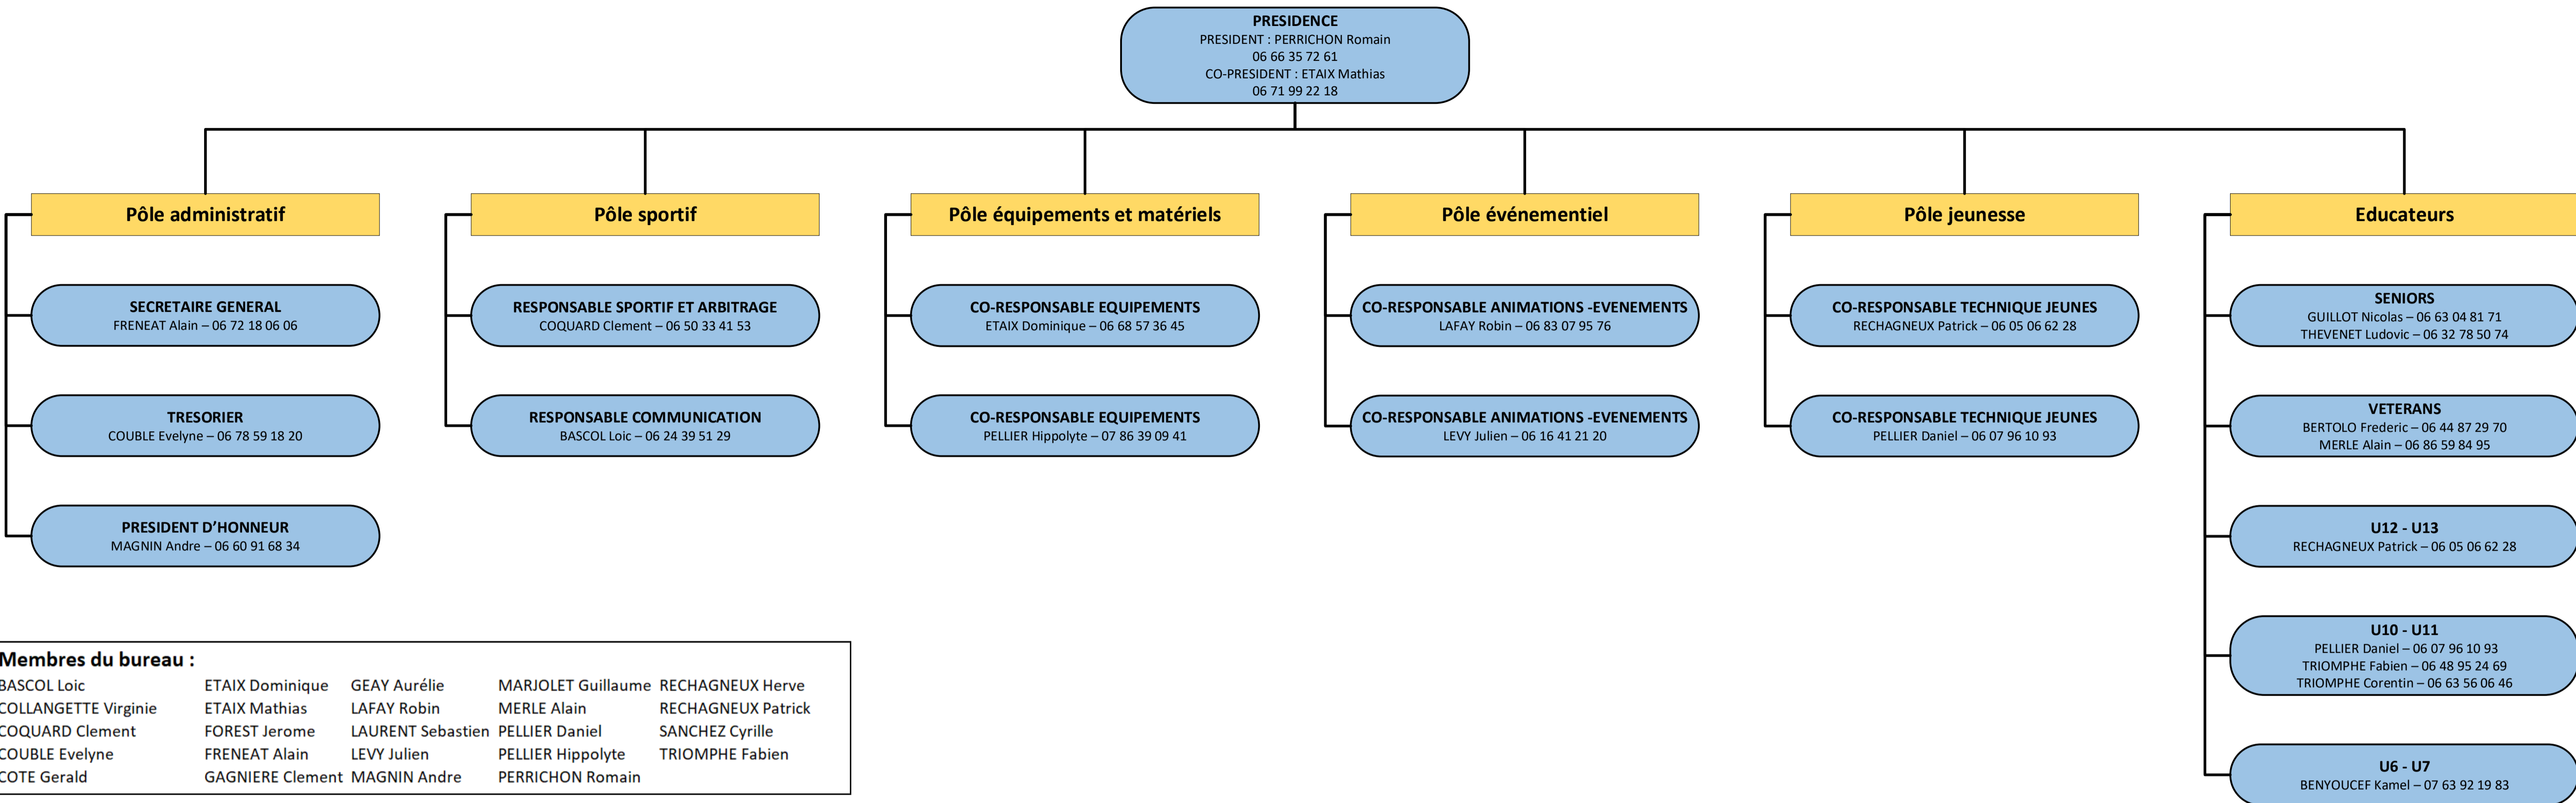 PRESIDENCE
PRESIDENT : PERRICHON Romain
06 66 35 72 61
CO-PRESIDENT : ETAIX Mathias
06 71 99 22 18
Pôle administratif
SECRETAIRE GENERAL
FRENEAT Alain – 06 72 18 06 06
TRESORIER
COUBLE Evelyne – 06 78 59 18 20
PRESIDENT D’HONNEUR
MAGNIN Andre – 06 60 91 68 34
Pôle sportif
RESPONSABLE SPORTIF ET ARBITRAGE
COQUARD Clement – 06 50 33 41 53
RESPONSABLE COMMUNICATION
BASCOL Loic – 06 24 39 51 29
Pôle équipements et matériels
CO-RESPONSABLE EQUIPEMENTS
ETAIX Dominique – 06 68 57 36 45
CO-RESPONSABLE EQUIPEMENTS
PELLIER Hippolyte – 07 86 39 09 41
Pôle événementiel
CO-RESPONSABLE ANIMATIONS -EVENEMENTS
LAFAY Robin – 06 83 07 95 76
CO-RESPONSABLE ANIMATIONS -EVENEMENTS
LEVY Julien – 06 16 41 21 20
Pôle jeunesse
CO-RESPONSABLE TECHNIQUE JEUNES
RECHAGNEUX Patrick – 06 05 06 62 28
CO-RESPONSABLE TECHNIQUE JEUNES
PELLIER Daniel – 06 07 96 10 93
Educateurs
SENIORS
GUILLOT Nicolas – 06 63 04 81 71
THEVENET Ludovic – 06 32 78 50 74
VETERANS
BERTOLO Frederic – 06 44 87 29 70
MERLE Alain – 06 86 59 84 95
U12 - U13
RECHAGNEUX Patrick – 06 05 06 62 28
U10 - U11
PELLIER Daniel – 06 07 96 10 93
TRIOMPHE Fabien – 06 48 95 24 69
TRIOMPHE Corentin – 06 63 56 06 46
U6 - U7
BENYOUCEF Kamel – 07 63 92 19 83
Membres du bureau :
BASCOL Loic ETAIX Dominique GEAY Aurélie MARJOLET Guillaume RECHAGNEUX Herve
COLLANGETTE Virginie ETAIX Mathias LAFAY Robin MERLE Alain RECHAGNEUX Patrick
COQUARD Clement FOREST Jerome LAURENT Sebastien PELLIER Daniel SANCHEZ Cyrille
COUBLE Evelyne FRENEAT Alain LEVY Julien PELLIER Hippolyte TRIOMPHE Fabien
COTE Gerald GAGNIERE Clement MAGNIN Andre PERRICHON Romain